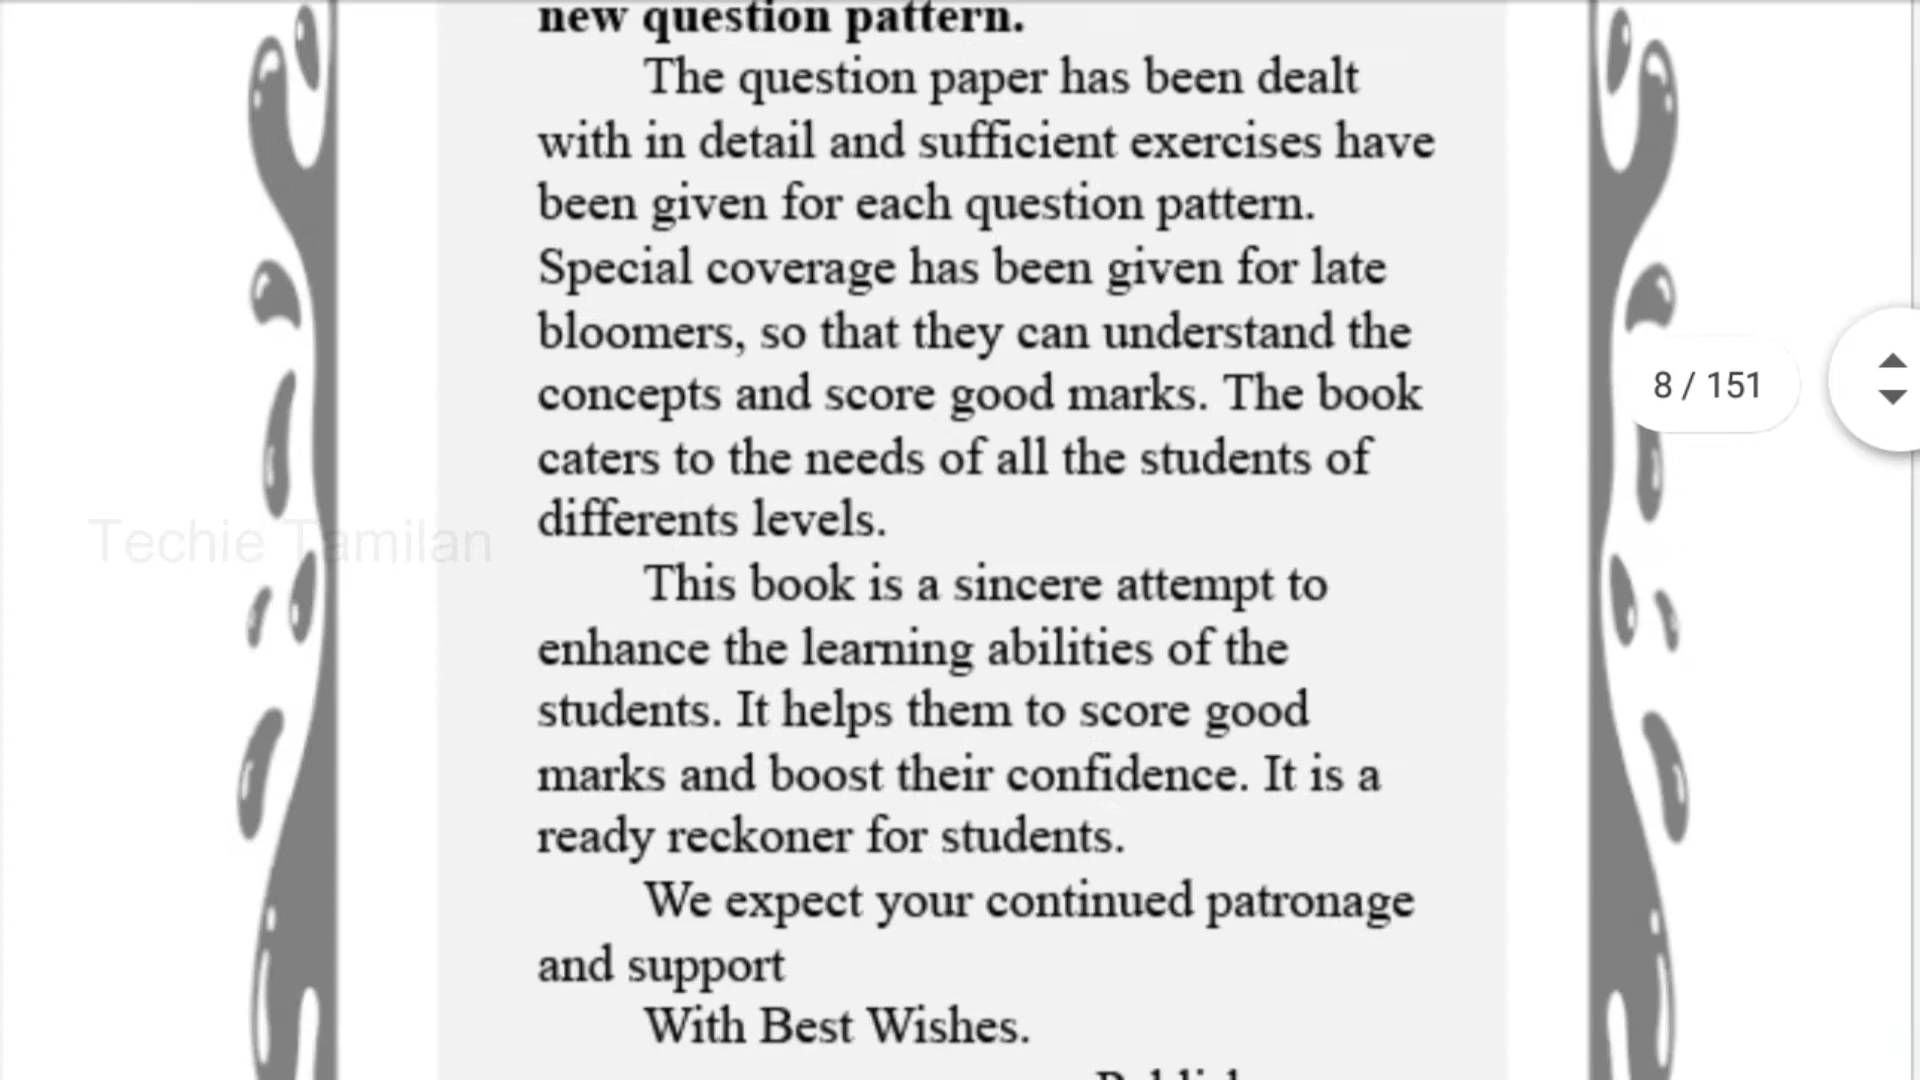 new question pattern.
The question paper has been dealt
with in detail and sufficient exercises have
been given for each question pattern.
Special coverage has been given for late
bloomers, so that they can understand the
concepts and score good marks. The book
caters to the needs of all the students of
differents levels.
This book is a sincere attempt to
enhance the learning abilities of the
students. It helps them to score good
marks and boost their confidence. It is a
ready reckoner for students.
We expect your continued patronage
and support
With Best Wishes.
8 / 151
Techie Tamilan